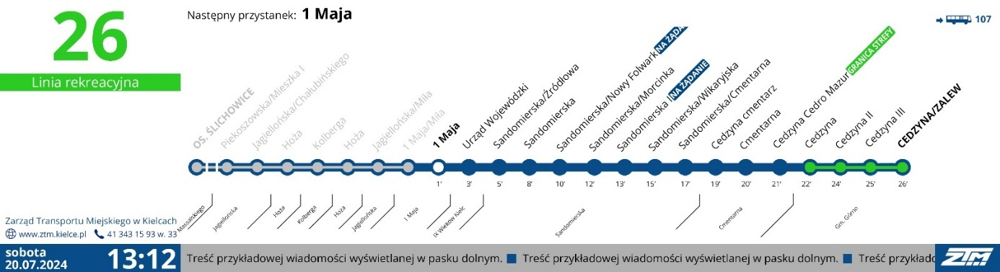 26
Linia rekreacyjna
Następny przystanek: 1 Maja
107
OS. ŚLICHOWICE
Piekoszowska/Mieszka I
Jagiellońska/Chałubińskiego
Hoża
Kolberga
Hoża
Jagiellońska/Miła
1 Maja/Miła
1 Maja
Urząd Wojewódzki
Sandomierska/Źródłowa
Sandomierska
Sandomierska/Nowy Folwark NA ŻĄDA
Sandomierska/Morcinka
Sandomierska I NA ŻĄDANIE
Sandomierska/Wikaryjska
Sandomierska/Cmentarna
Cedzyna cmentarz
Cmentarna
Cedzyna Cedro Mazur GRANICA STREFY
Cedzyna
Cedzyna II
Cedzyna III
CEDZYNA/ZALEW
1' 3' 5' 8' 10' 12' 13' 15' 17' 19' 20' 21' 22' 24' 25' 26'
Massalskiego
Jagiellońska
Hoża
Kolberga
Hoża
Jagiellońska
1 Maja
IX Wieków Kielc
Sandomierska
Cmentarna
Gm. Górno
Zarząd Transportu Miejskiego w Kielcach
www.ztm.kielce.pl 41 343 15 93 w. 33
sobota
20.07.2024
13:12
Treść przykładowej wiadomości wyświetlanej w pasku dolnym. Treść przykładowej wiadomości wyświetlanej w pasku dolnym. Treść przykłado
ZTM